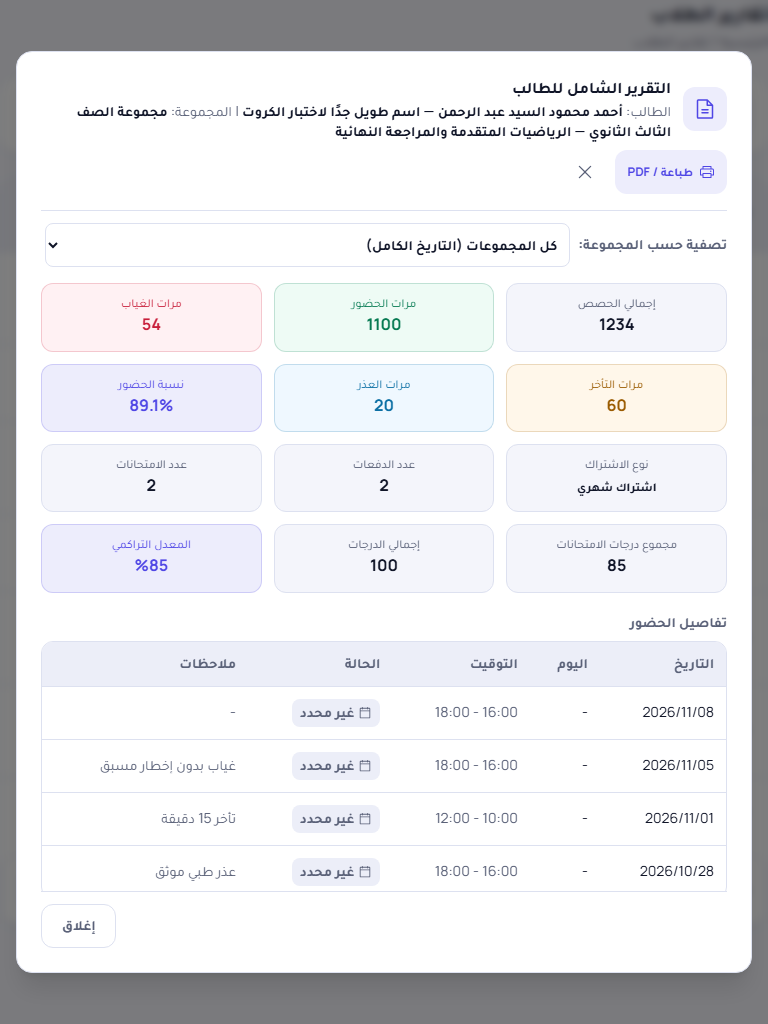 التقرير الشامل للطالب
الطالب: أحمد محمود السيد عبد الرحمن — اسم طويل جدًا لاختبار الكروت | المجموعة: مجموعة الصف
الثالث الثانوي — الرياضيات المتقدمة والمراجعة النهائية
طباعة / PDF
تصفية حسب المجموعة:
كل المجموعات (التاريخ الكامل)
إجمالي الحصص
1234
مرات الحضور
1100
مرات الغياب
54
مرات التأخر
60
مرات العذر
20
نسبة الحضور
89.1%
نوع الاشتراك
اشتراك شهري
عدد الدفعات
2
عدد الامتحانات
2
مجموع درجات الامتحانات
85
إجمالي الدرجات
100
المعدل التراكمي
%85
تفاصيل الحضور
التاريخ اليوم التوقيت الحالة ملاحظات
2026/11/08 - 16:00 - 18:00 غير محدد -
2026/11/05 - 16:00 - 18:00 غير محدد غياب بدون إخطار مسبق
2026/11/01 - 10:00 - 12:00 غير محدد تأخر 15 دقيقة
2026/10/28 - 16:00 - 18:00 غير محدد عذر طبي موثق
إغلاق